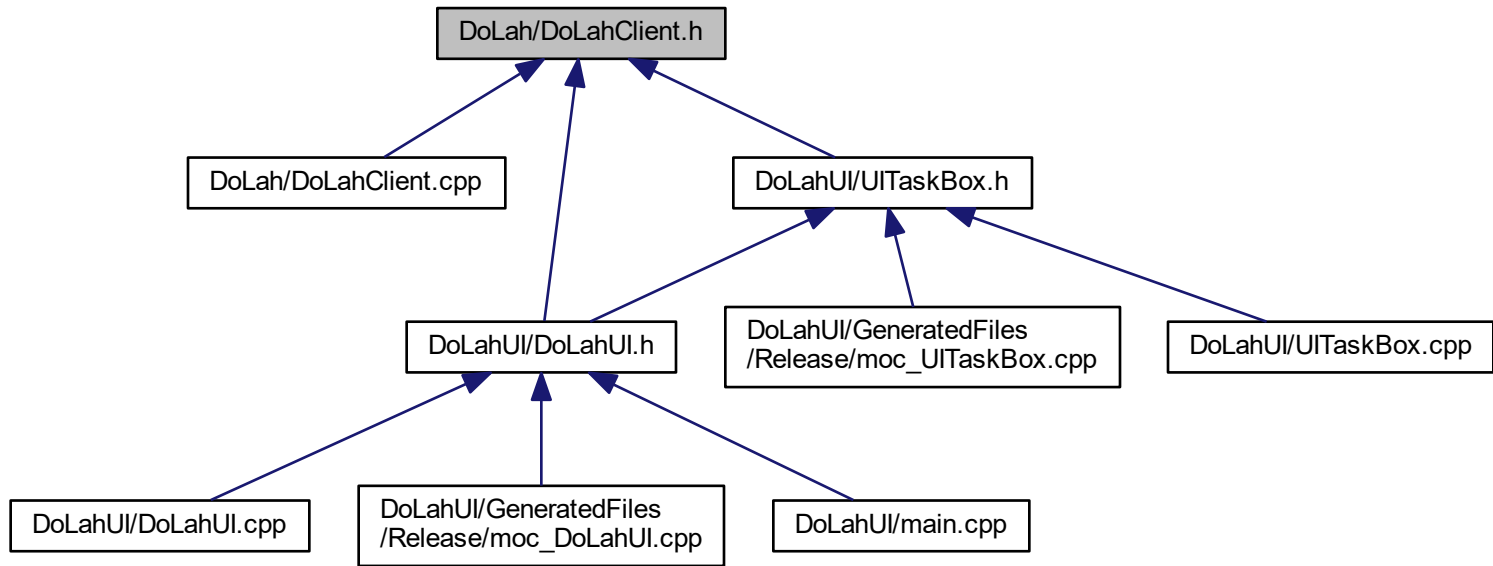 DoLah/DoLahClient.h
DoLah/DoLahClient.cpp
DoLahUI/UITaskBox.h
DoLahUI/DoLahUI.h
DoLahUI/GeneratedFiles
/Release/moc_UITaskBox.cpp
DoLahUI/UITaskBox.cpp
DoLahUI/DoLahUI.cpp
DoLahUI/GeneratedFiles
/Release/moc_DoLahUI.cpp
DoLahUI/main.cpp